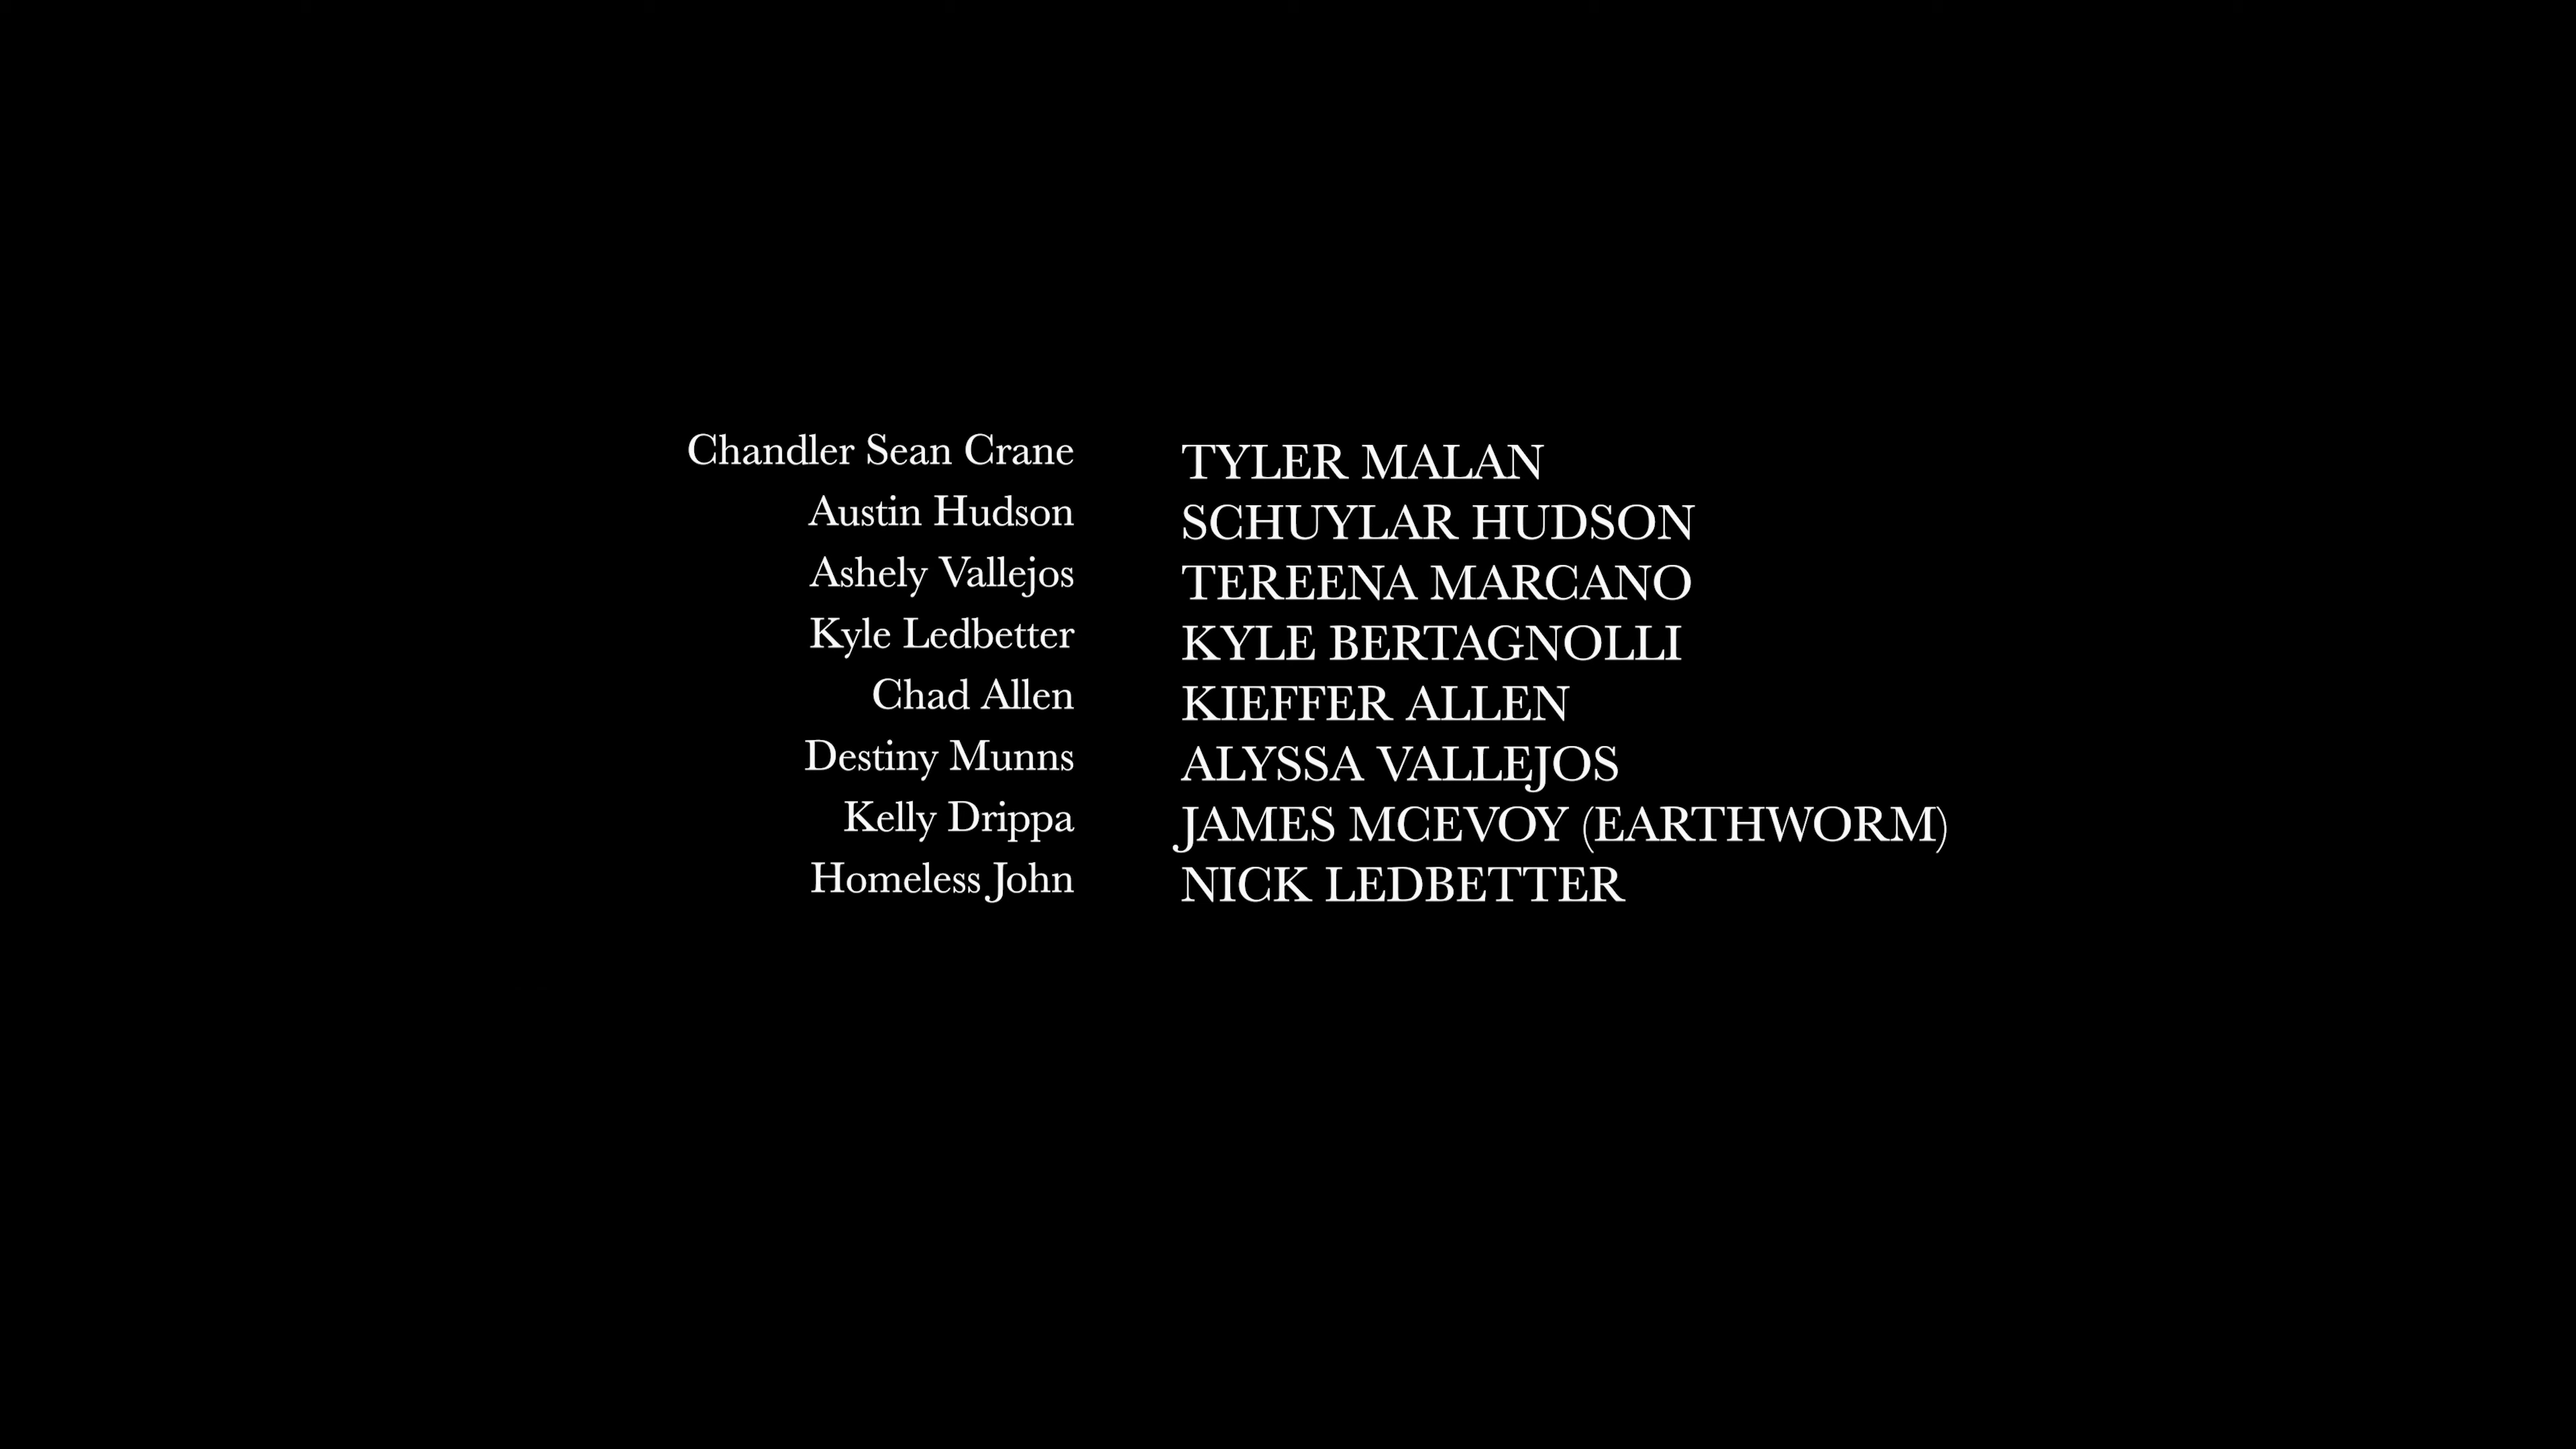 Chandler Sean Crane TYLER MALAN
Austin Hudson SCHUYLAR HUDSON
Ashely Vallejos TEREENA MARCANO
Kyle Ledbetter KYLE BERTAGNOLLI
Chad Allen KIEFFER ALLEN
Destiny Munns ALYSSA VALLEJOS
Kelly Drippa JAMES MCEVOY (EARTHWORM)
Homeless John NICK LEDBETTER